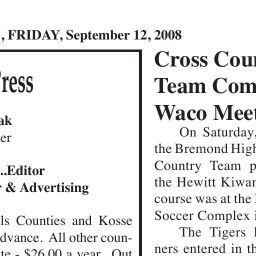 , FRIDAY, September 12, 2008
Press
ak
er
...Editor
r & Advertising
ls Counties and Kosse
dvance. All other coun-
te - $26.00 a year. Out
Cross Cou
Team Com
Waco Meet
On Saturday,
the Bremond High
Country Team p
the Hewitt Kiwan
course was at the
Soccer Complex i
The Tigers
ners entered in th